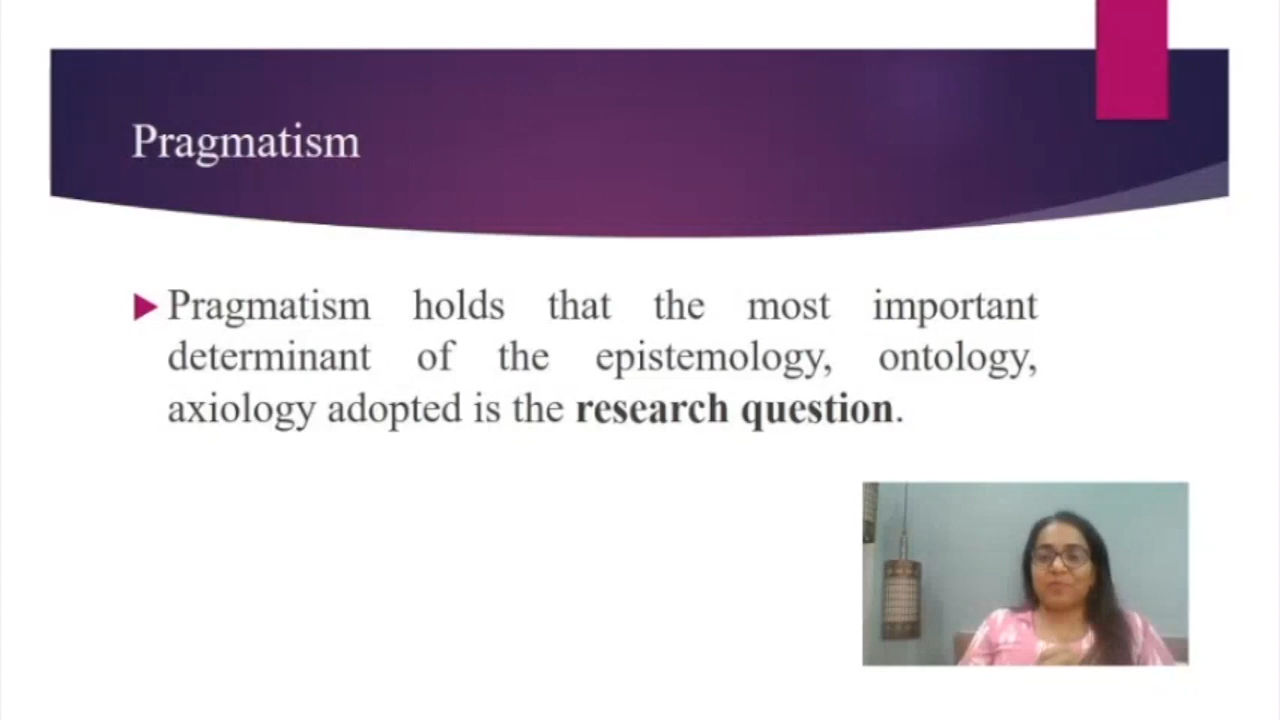 Pragmatism
Pragmatism holds that the most important
determinant of the epistemology, ontology,
axiology adopted is the research question.